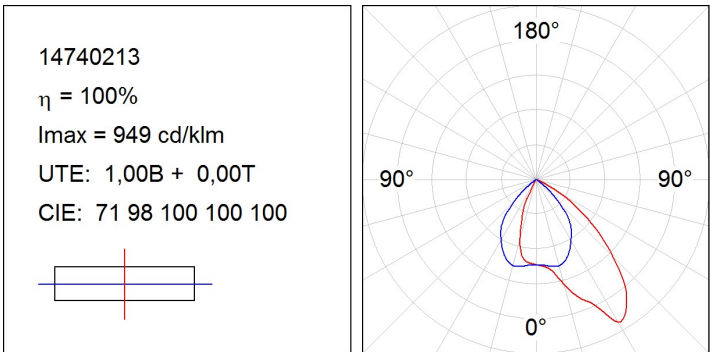 14740213
η = 100%
Imax = 949 cd/klm
UTE:  1,00B +  0,00T
CIE:  71 98 100 100 100
180°
90° 90°
0°